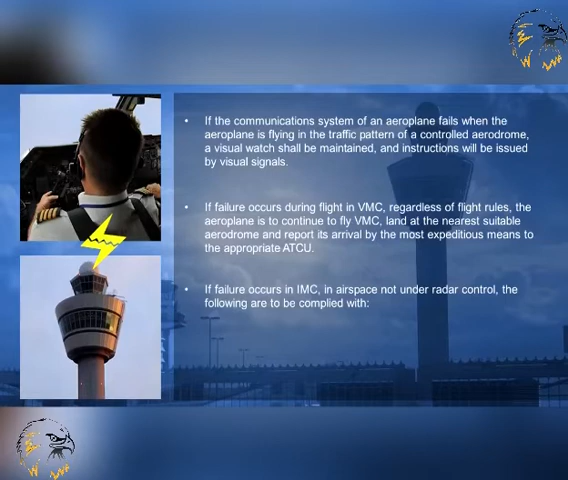 • If the communications system of an aeroplane fails when the
aeroplane is flying in the traffic pattern of a controlled aerodrome,
a visual watch shall be maintained, and instructions will be issued
by visual signals.
• If failure occurs during flight in VMC, regardless of flight rules, the
aeroplane is to continue to fly VMC, land at the nearest suitable
aerodrome and report its arrival by the most expeditious means to
the appropriate ATCU.
• If failure occurs in IMC, in airspace not under radar control, the
following are to be complied with: